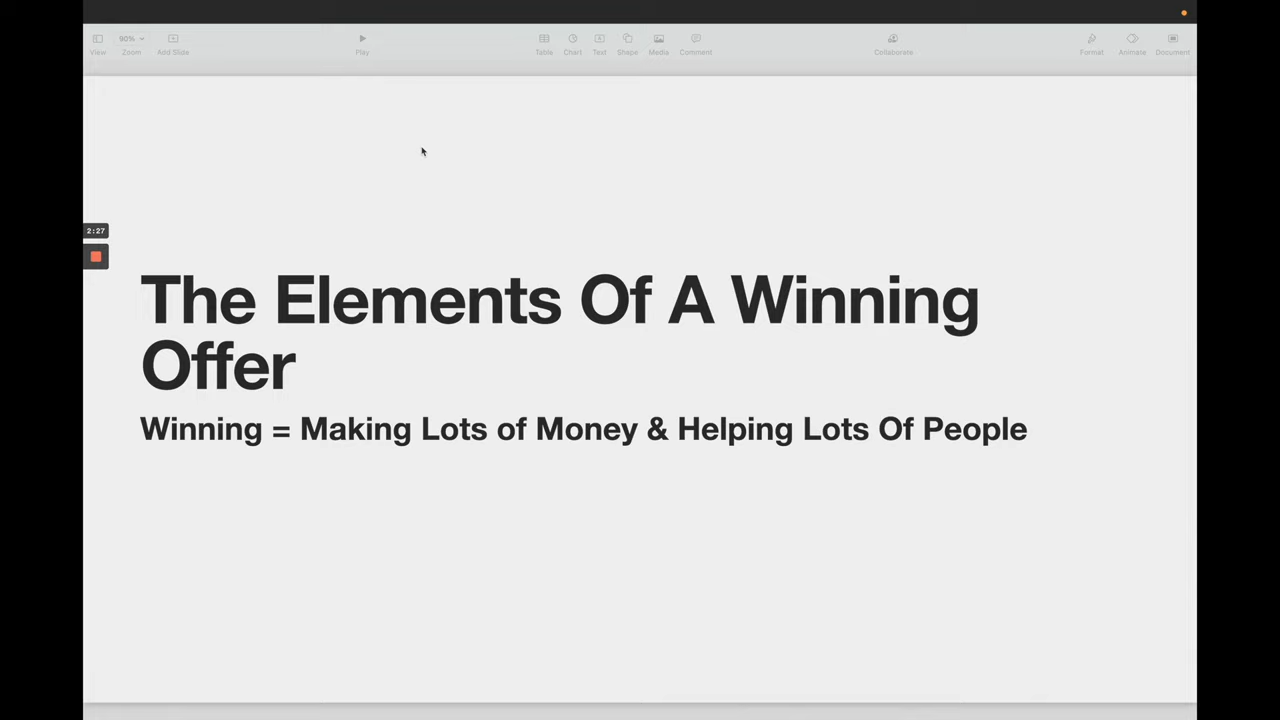 90%
View
Zoom
Add Slide
Play
Table
Chart
Text
Shape
Media
Comment
Collaborate
Format
Animate
Document
2:27
The Elements Of A Winning
Offer
Winning = Making Lots of Money & Helping Lots Of People